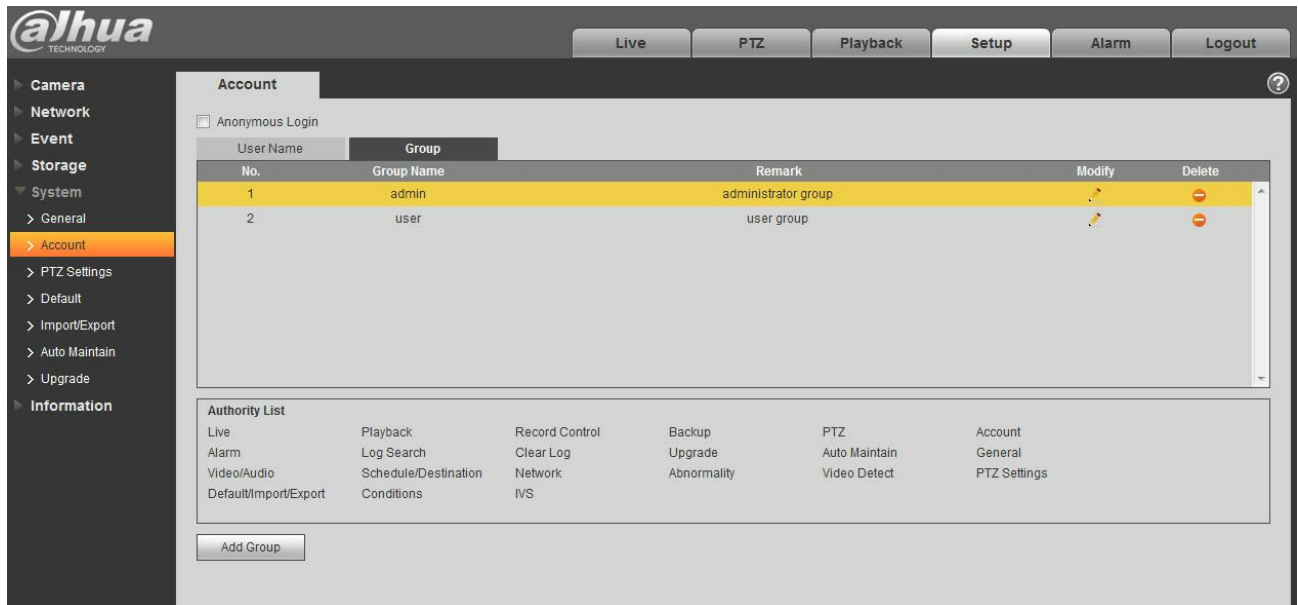 alhua
TECHNOLOGY
Live PTZ Playback Setup Alarm Logout
Camera
Network
Event
Storage
System
General
Account
PTZ Settings
Default
Import/Export
Auto Maintain
Upgrade
Information
Account ?
Anonymous Login
User Name Group
No. Group Name Remark Modify Delete
1 admin administrator group
2 user user group
Authority List
Live Playback Record Control Backup PTZ Account
Alarm Log Search Clear Log Upgrade Auto Maintain General
Video/Audio Schedule/Destination Network Abnormality Video Detect PTZ Settings
Default/Import/Export Conditions IVS
Add Group